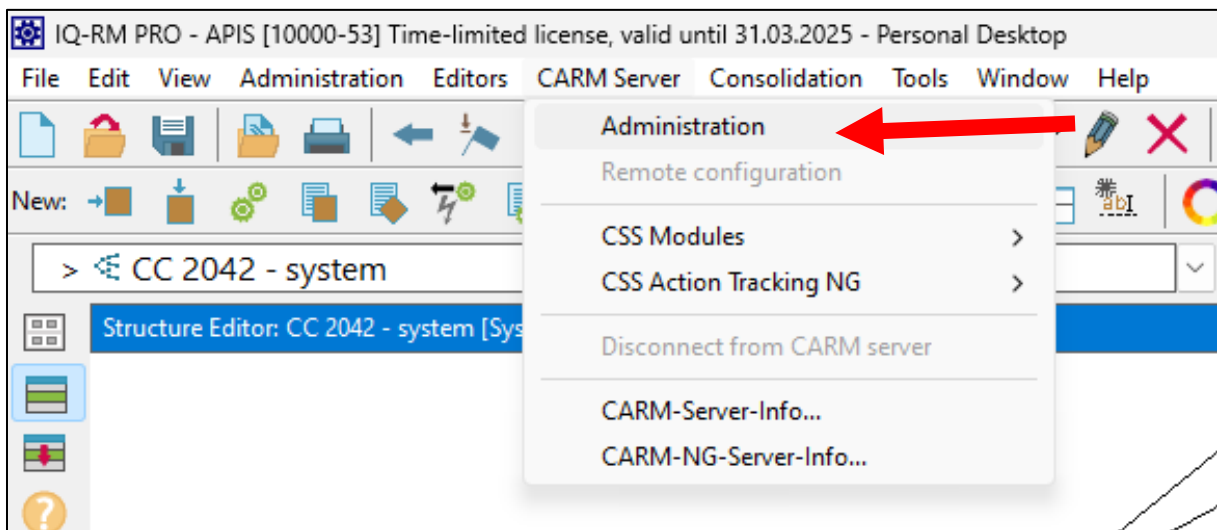 IQ-RM PRO - APIS [10000-53] Time-limited license, valid until 31.03.2025 - Personal Desktop
File Edit View Administration Editors CARM Server Consolidation Tools Window Help
Administration
Remote configuration
New:
abI
CSS Modules
> CC 2042 - system
CSS Action Tracking NG
Structure Editor: CC 2042 - system [Sys
Disconnect from CARM server
CARM-Server-Info...
CARM-NG-Server-Info...